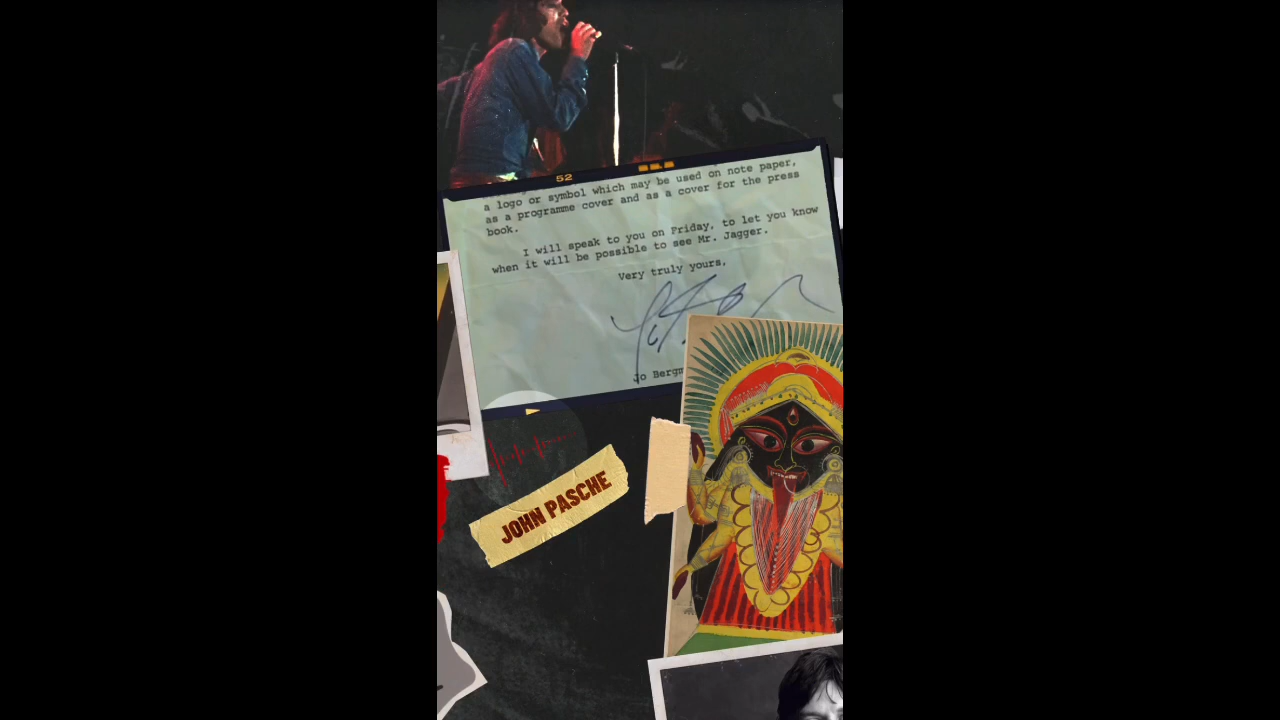 52
a logo or symbol which may be used on note paper,
as a programme cover and as a cover for the press
book.
I will speak to you on Friday, to let you know
when it will be possible to see Mr. Jagger.
Very truly yours,
Jo Bergm
JOHN PASCHE